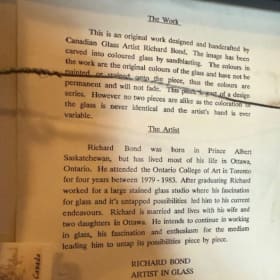 The Work
This is an original work designed and handcrafted by
Canadian Glass Artist Richard Bond. The image has been
carved into coloured glass by sandblasting. The colours in
the work are the original colours of the glass and have not be
painted or stained onto the piece, thus the colours are
permanent and will not fade. This piece is part of a design
series. However no two pieces are alike as the coloration of
the glass is never identical and the artist's hand is ever
variable.
The Artist
Richard Bond was born in Prince Albert
Saskatchewan, but has lived most of his life in Ottawa,
Ontario. He attended the Ontario College of Art in Toronto
for four years between 1979 - 1983. After graduating Richard
worked for a large stained glass studio where his fascination
for glass and it's untapped possibilities led him to his current
endeavours. Richard is married and lives with his wife and
two daughters in Ottawa. He intends to continue working
in glass, his fascination and enthusiasm for the medium
leading him to untap its possibilities piece by piece.
RICHARD BOND
ARTIST IN GLASS
Canada